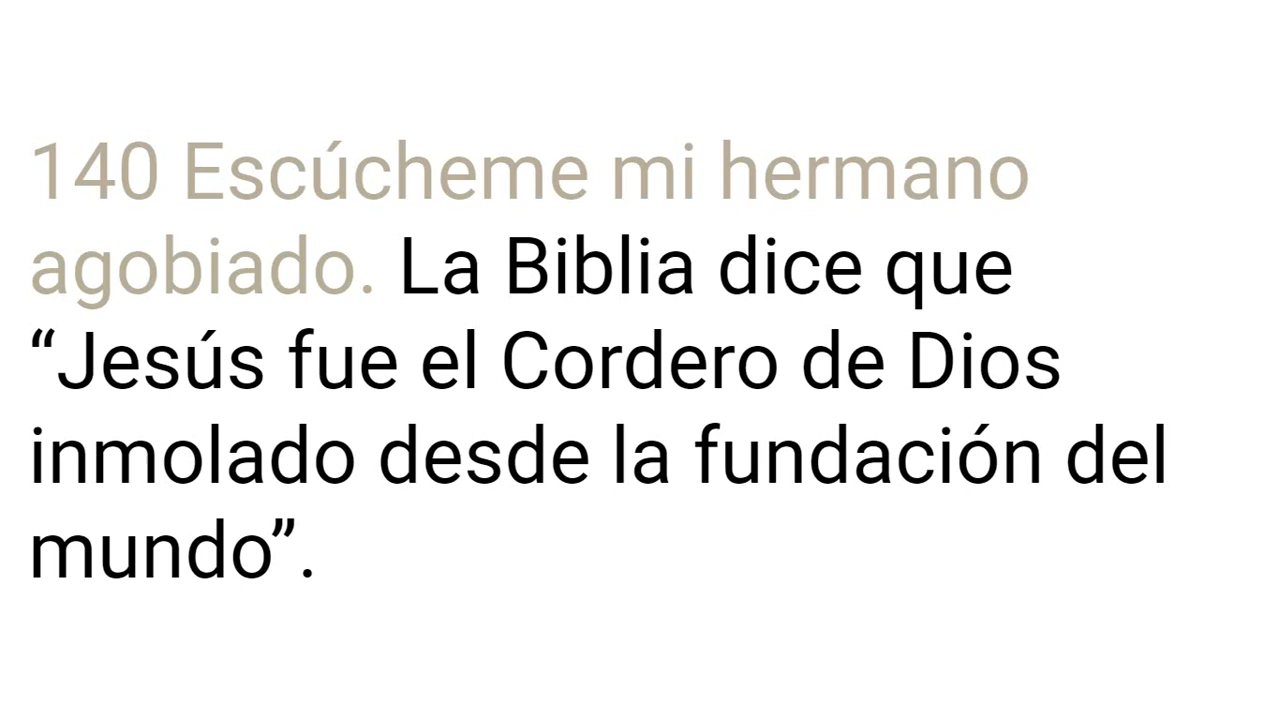 140 Escúcheme mi hermano
agobiado. La Biblia dice que
“Jesús fue el Cordero de Dios
inmolado desde la fundación del
mundo”.